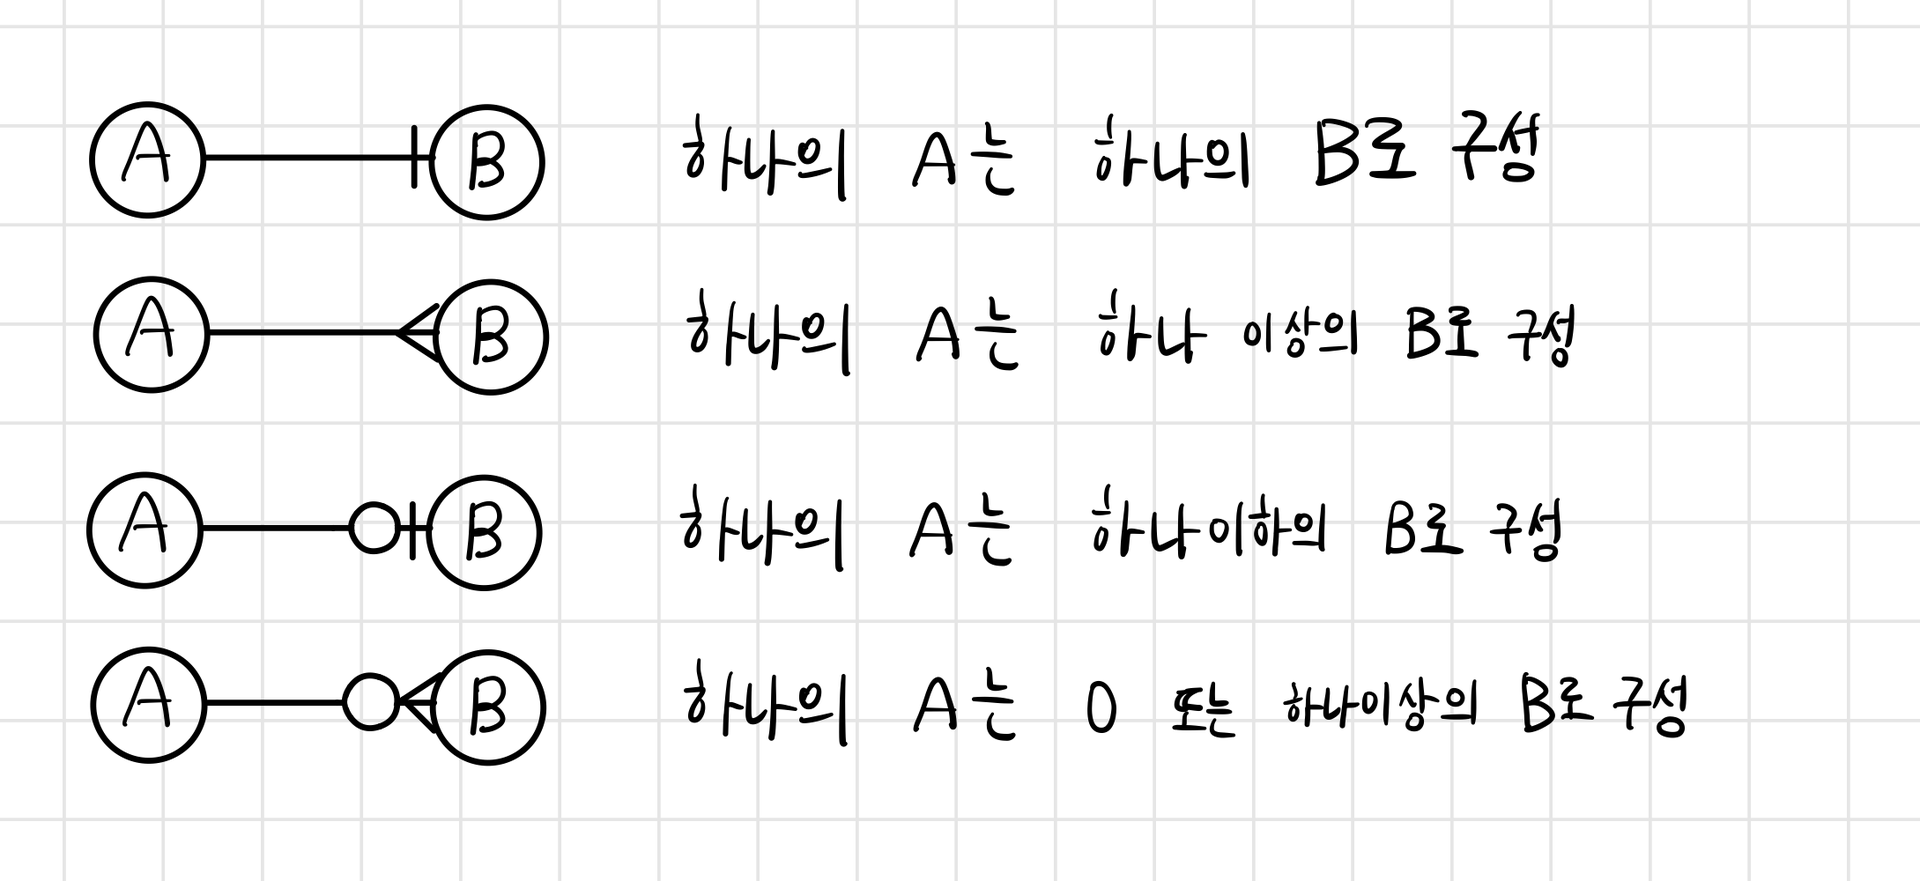 A B 하나의 A는 하나의 B로 구성
A B 하나의 A는 하나 이상의 B로 구성
A B 하나의 A는 하나이하의 B로 구성
A B 하나의 A는 0 또는 하나이상의 B로 구성